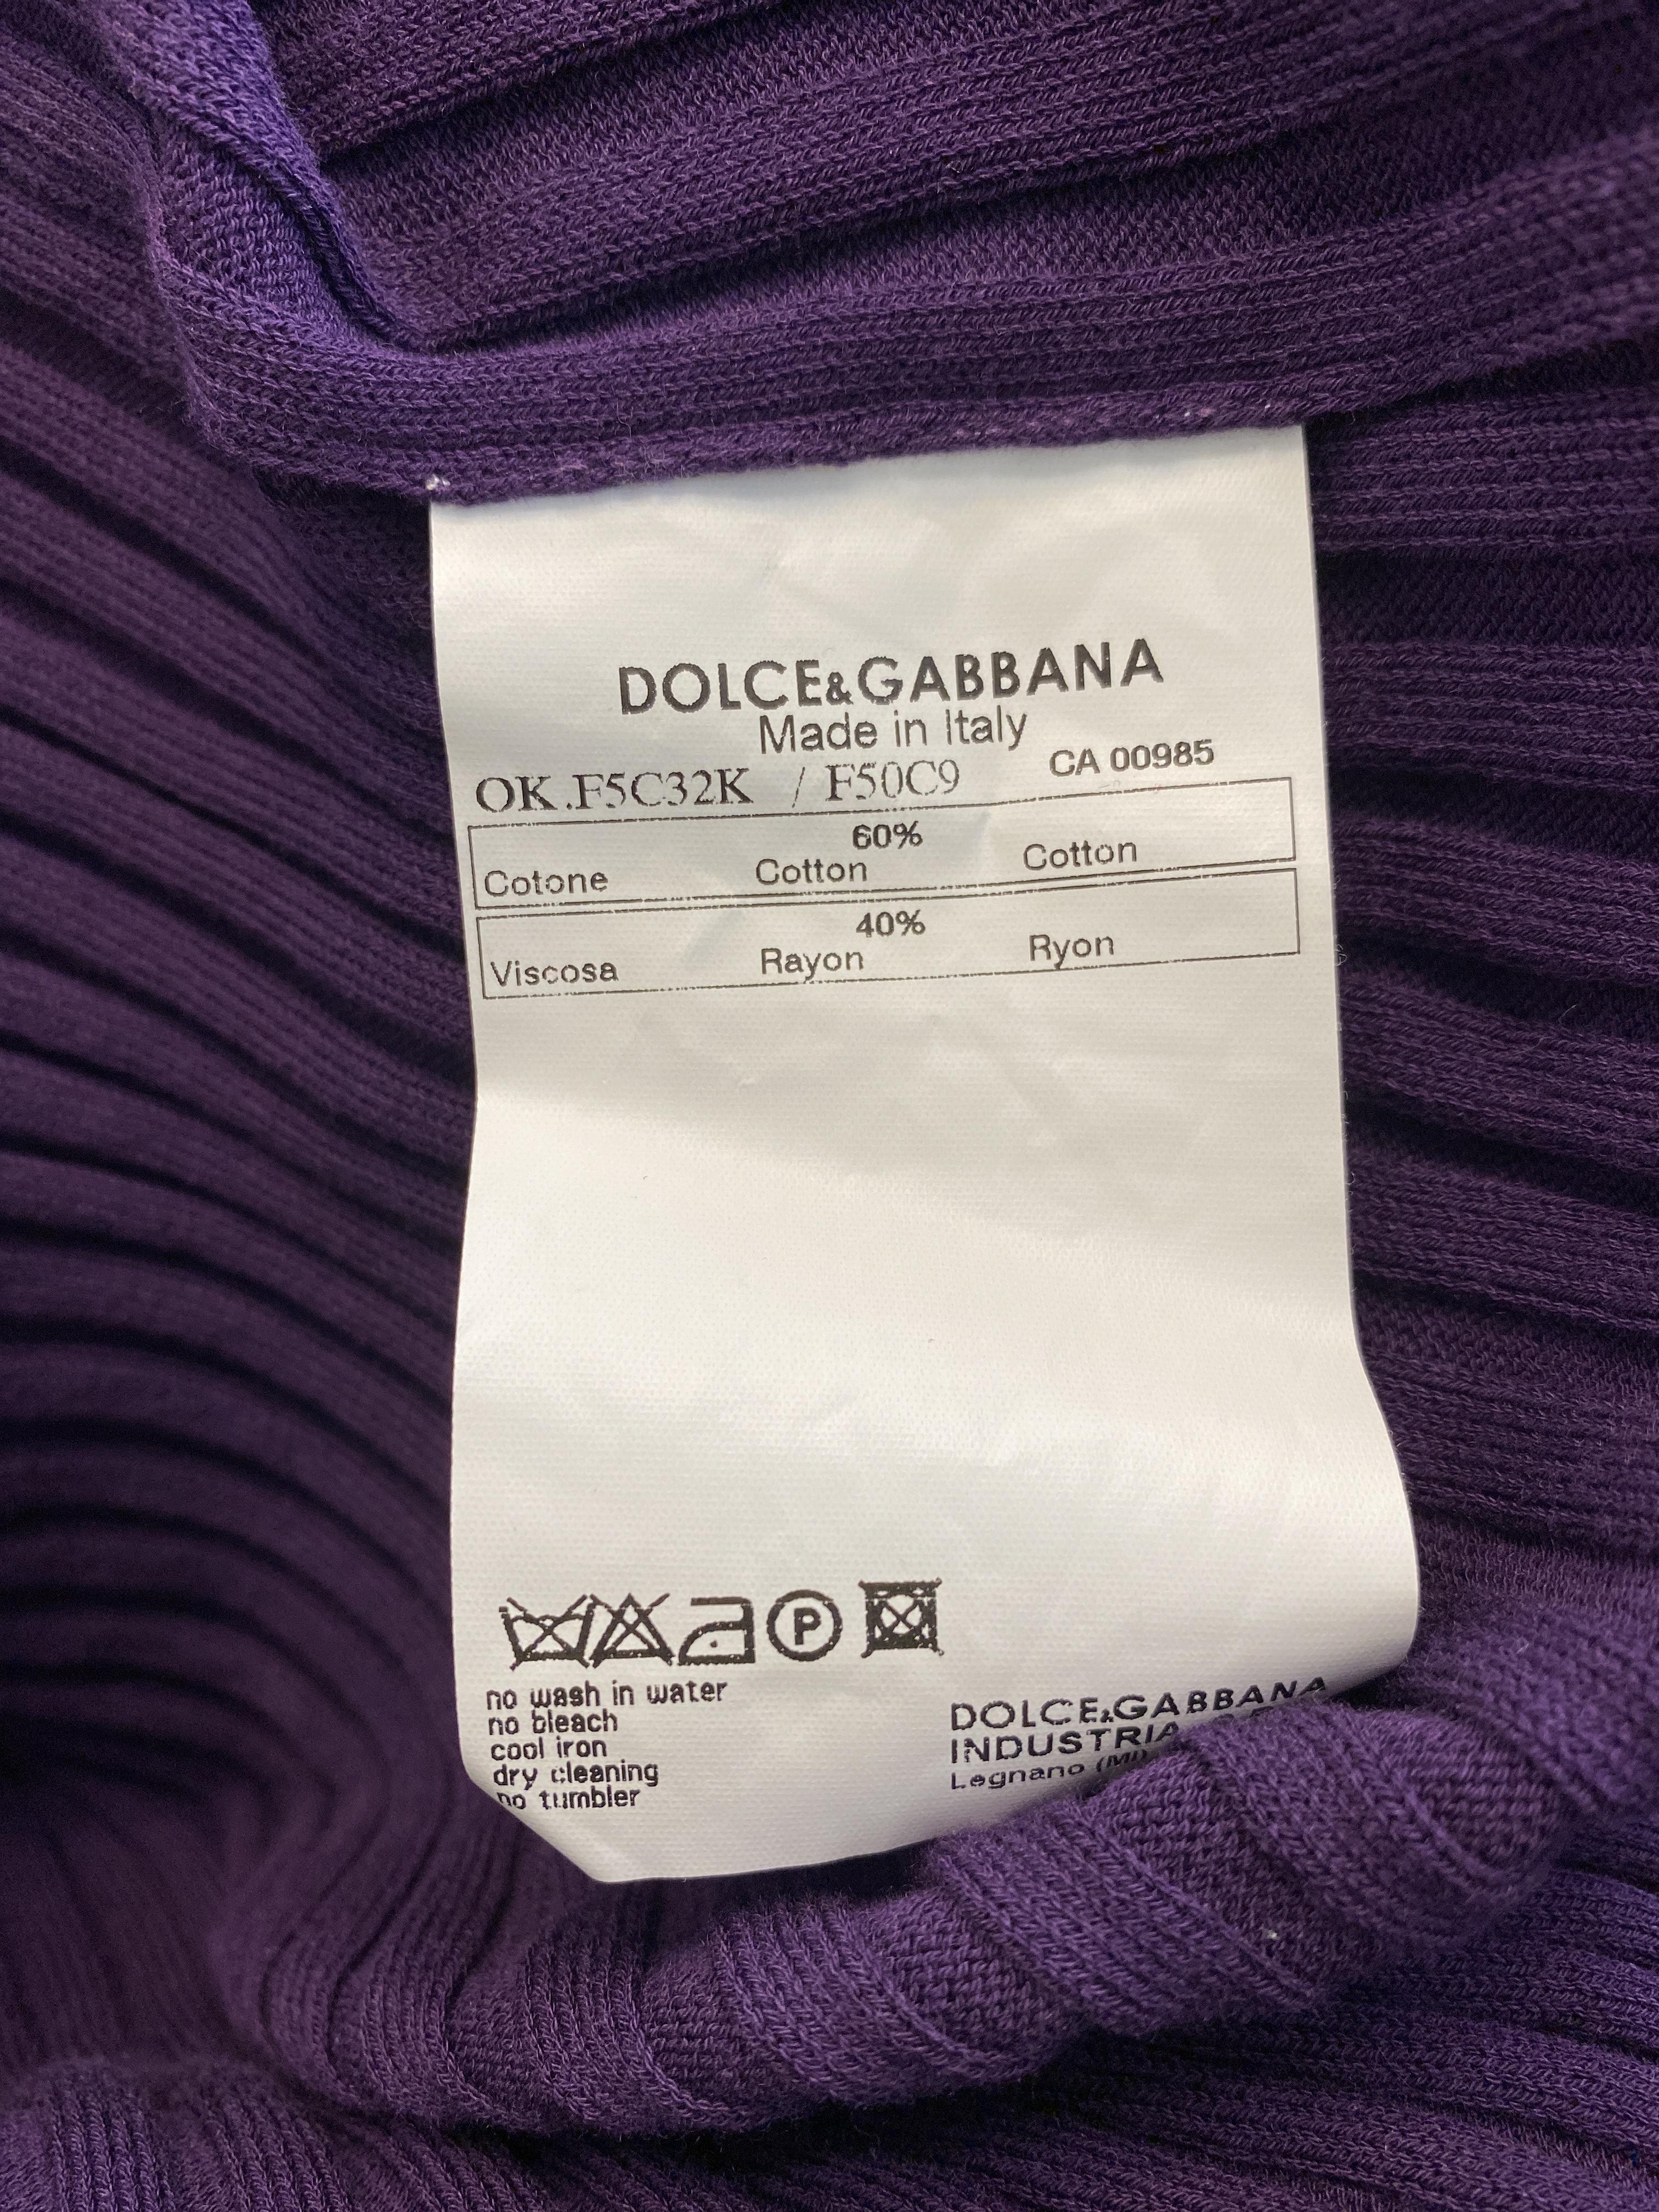 DOLCE&GABBANA
Made in Italy
OK.F5C32K / F50C9 CA 00985
60%
Cotone Cotton Cotton
40%
Viscosa Rayon Ryon
P
no wash in water
no bleach
cool iron
dry cleaning
no tumbler
DOLCE&GABBANA
INDUSTRIA
Legnano (MI)